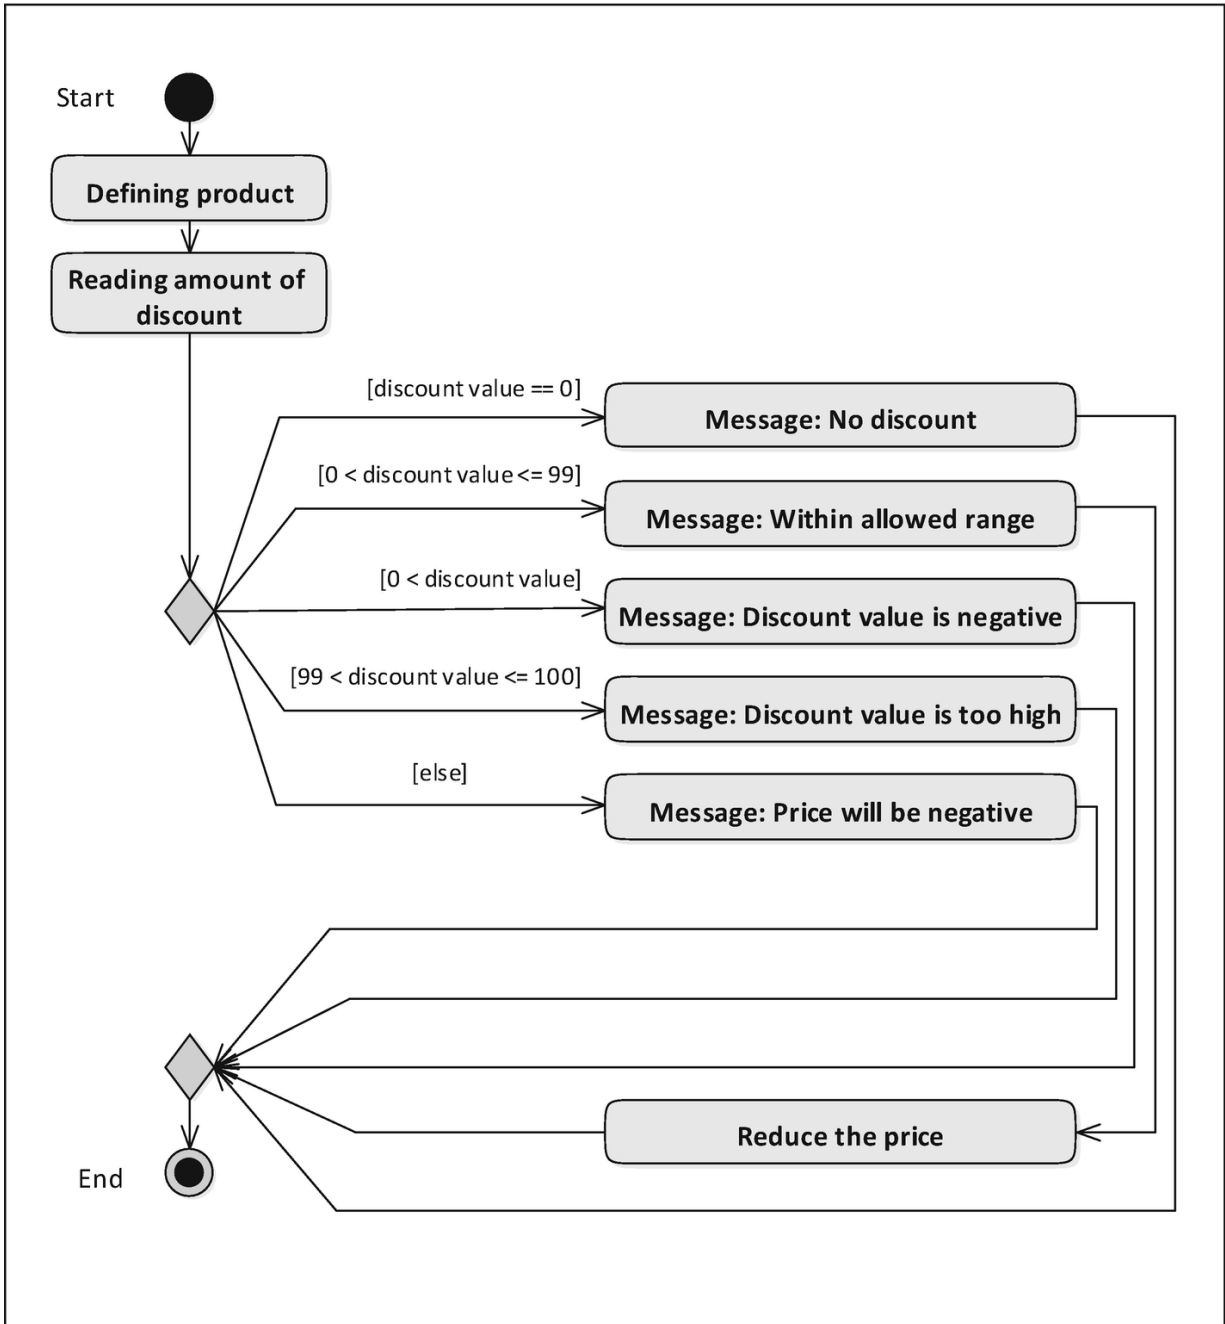 Start
Defining product
Reading amount of
discount
[discount value == 0]
Message: No discount
[0 < discount value <= 99]
Message: Within allowed range
[0 < discount value]
Message: Discount value is negative
[99 < discount value <= 100]
Message: Discount value is too high
[else]
Message: Price will be negative
Reduce the price
End